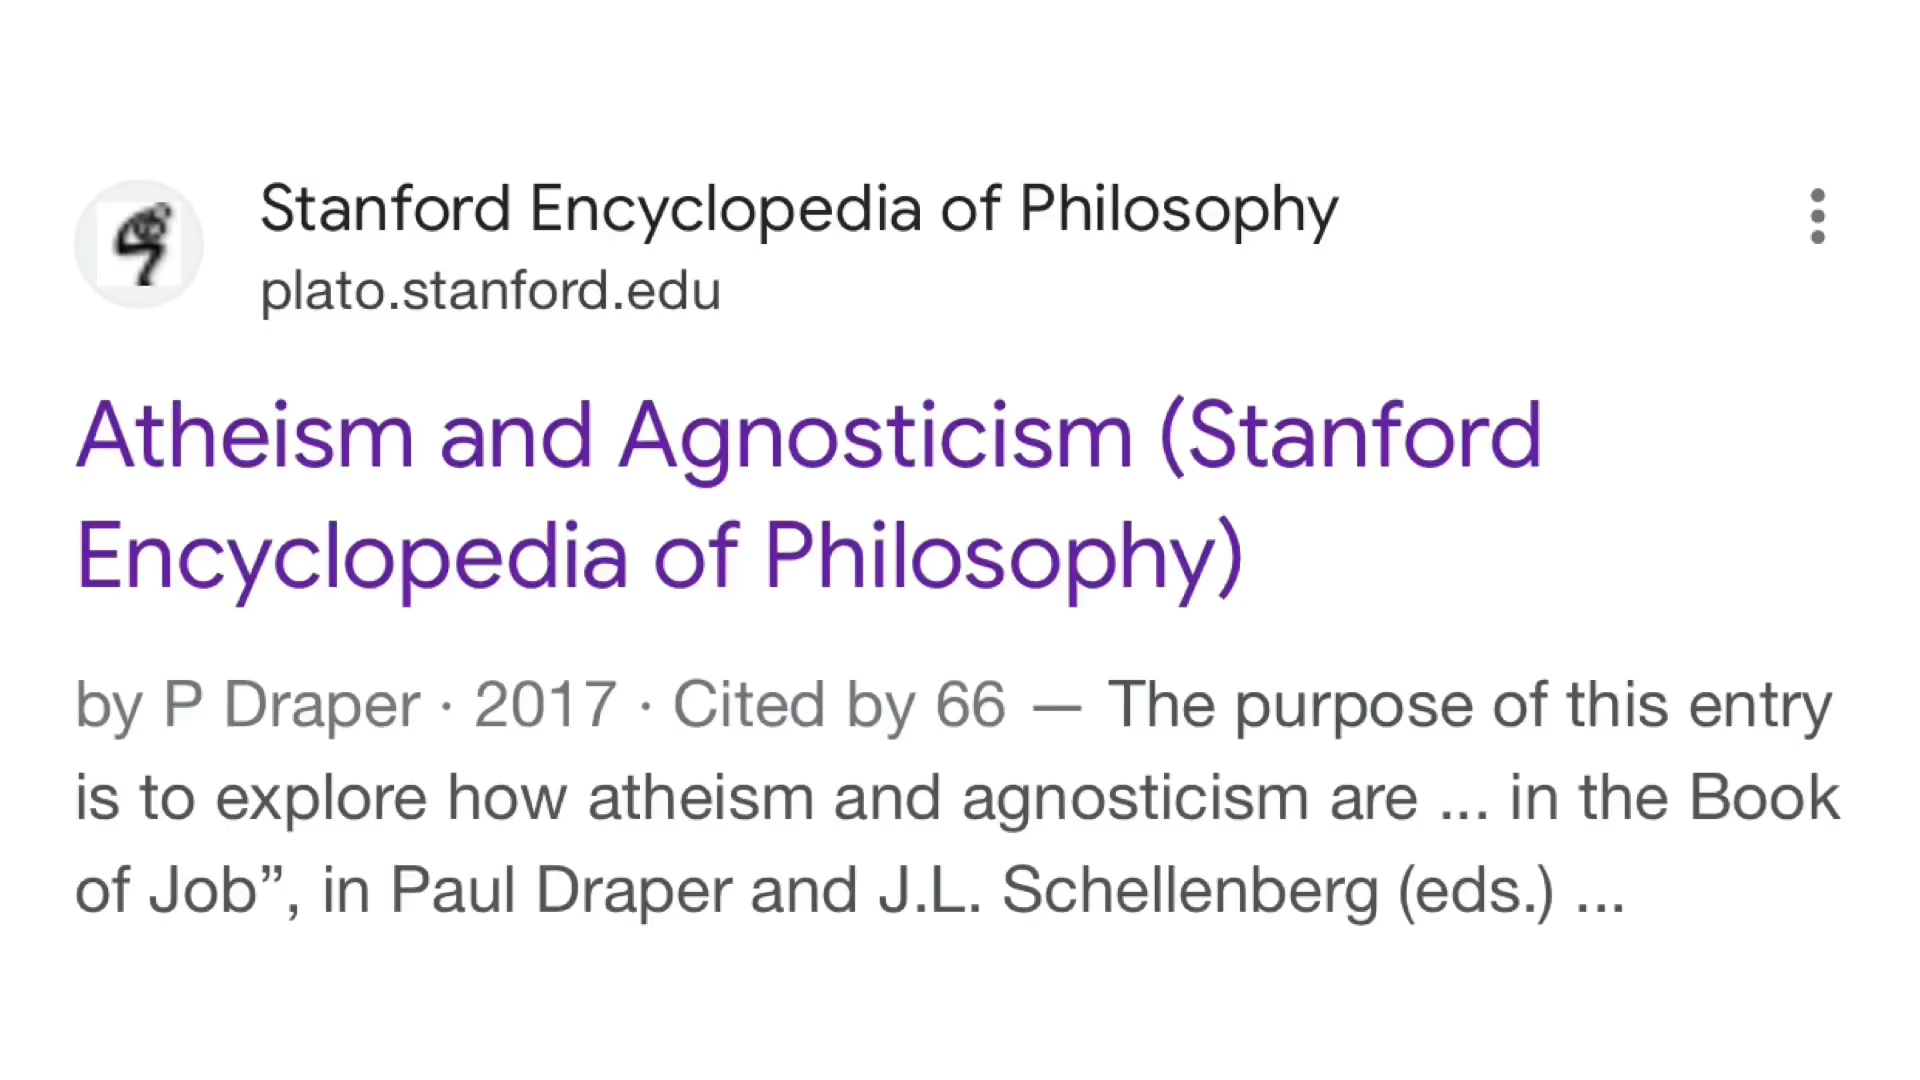 Stanford Encyclopedia of Philosophy
plato.stanford.edu
Atheism and Agnosticism (Stanford
Encyclopedia of Philosophy)
by P Draper · 2017 · Cited by 66 — The purpose of this entry
is to explore how atheism and agnosticism are ... in the Book
of Job”, in Paul Draper and J.L. Schellenberg (eds.) ...